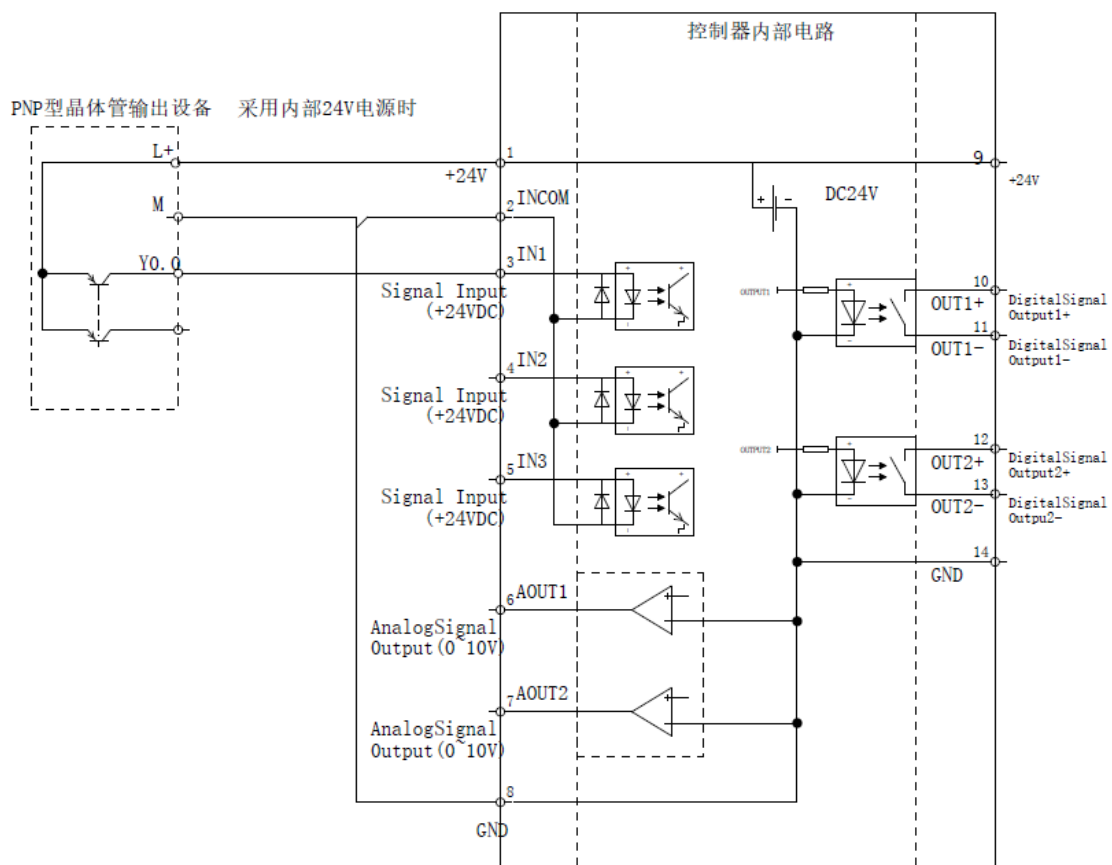 控制器内部电路
PNP型晶体管输出设备 采用内部24V电源时
L+
1
+24V
9
+24V
M
2
INCOM
+ -
DC24V
Y0.0
3
IN1
Signal Input
(+24VDC)
+ +
-
OUTPUT1
+
-
10
OUT1+
DigitalSignal
Output1+
11
OUT1-
DigitalSignal
Output1-
4
IN2
Signal Input
(+24VDC)
+ +
-
OUTPUT2
+
-
12
OUT2+
DigitalSignal
Output2+
13
OUT2-
DigitalSignal
Outpu2-
5
IN3
Signal Input
(+24VDC)
+ +
-
14
GND
6
AOUT1
AnalogSignal
Output(0~10V)
+
7
AOUT2
AnalogSignal
Output(0~10V)
+
8
GND